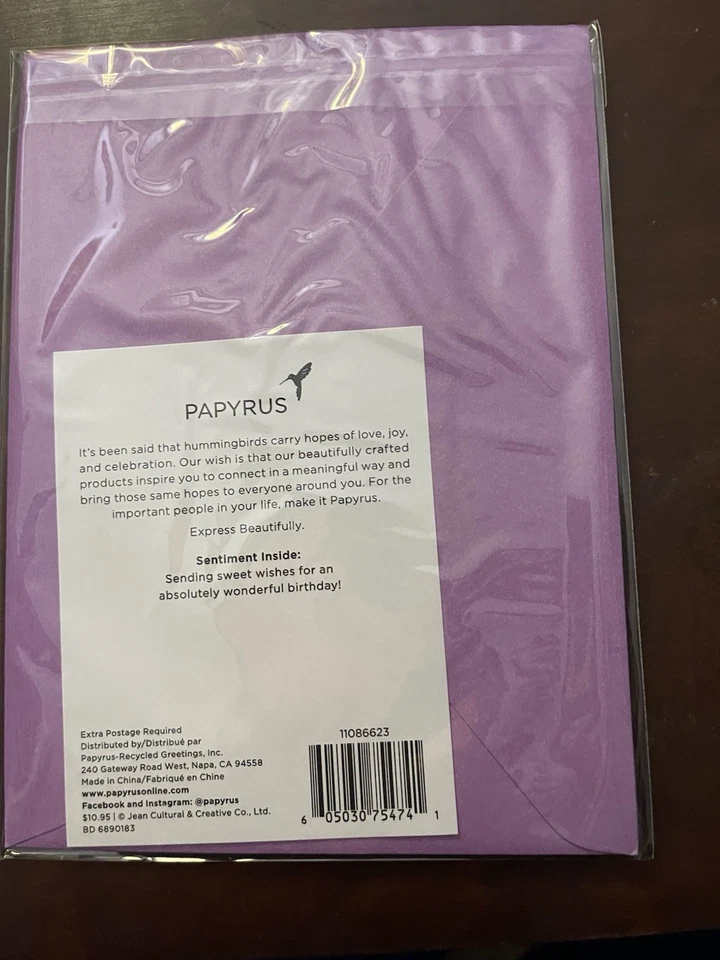 PAPYRUS
It's been said that hummingbirds carry hopes of love, joy,
and celebration. Our wish is that our beautifully crafted
products inspire you to connect in a meaningful way and
bring those same hopes to everyone around you. For the
important people in your life, make it Papyrus.
Express Beautifully.
Sentiment Inside:
Sending sweet wishes for an
absolutely wonderful birthday!
Extra Postage Required
Distributed by/Distribué par
Papyrus-Recycled Greetings, Inc.
240 Gateway Road West, Napa, CA 94558
Made in China/Fabriqué en Chine
www.papyrusonline.com
Facebook and Instagram: @papyrus
$10.95 | © Jean Cultural & Creative Co., Ltd.
BD 6890183
11086623
6 05030 75474 1